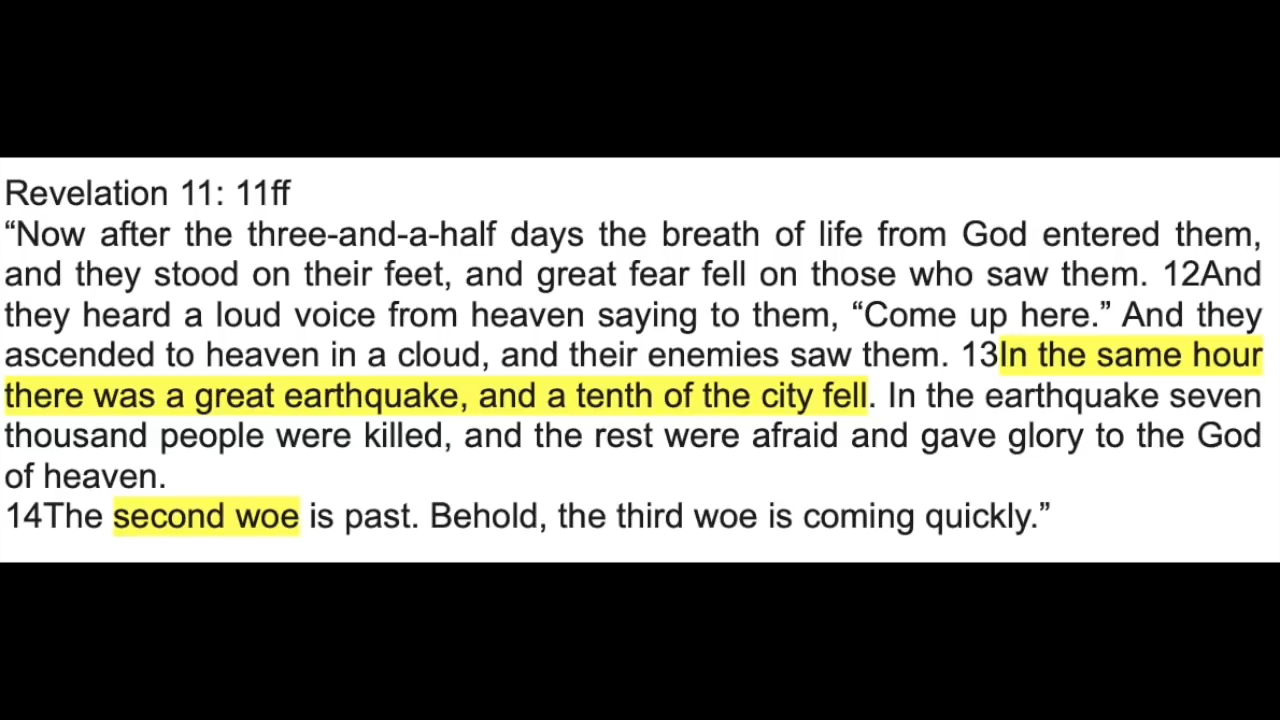 Revelation 11: 11ff
“Now after the three-and-a-half days the breath of life from God entered them,
and they stood on their feet, and great fear fell on those who saw them. 12And
they heard a loud voice from heaven saying to them, “Come up here.” And they
ascended to heaven in a cloud, and their enemies saw them. 13In the same hour
there was a great earthquake, and a tenth of the city fell. In the earthquake seven
thousand people were killed, and the rest were afraid and gave glory to the God
of heaven.
14The second woe is past. Behold, the third woe is coming quickly.”